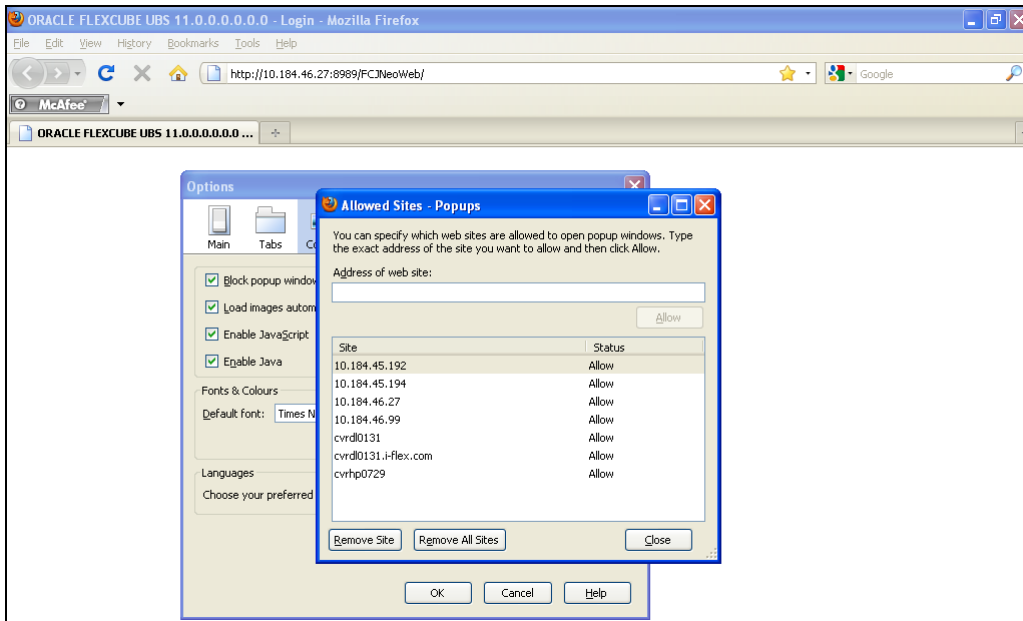 ORACLE FLEXCUBE UBS 11.0.0.0.0.0.0 - Login - Mozilla Firefox
File Edit View History Bookmarks Tools Help
http://10.184.46.27:8989/FCJNeoWeb/ Google
McAfee
ORACLE FLEXCUBE UBS 11.0.0.0.0.0.0 ...
Options
Main Tabs
Allowed Sites - Popups
You can specify which web sites are allowed to open popup windows. Type
the exact address of the site you want to allow and then click Allow.
Address of web site:
Allow
Site Status
10.184.45.192 Allow
10.184.45.194 Allow
10.184.46.27 Allow
10.184.46.99 Allow
cvrdl0131 Allow
cvrdl0131.i-flex.com Allow
cvrhp0729 Allow
Remove Site Remove All Sites Close
Block popup window
Load images autom
Enable JavaScript
Enable Java
Fonts & Colours
Default font: Times N
Languages
Choose your preferred
OK Cancel Help